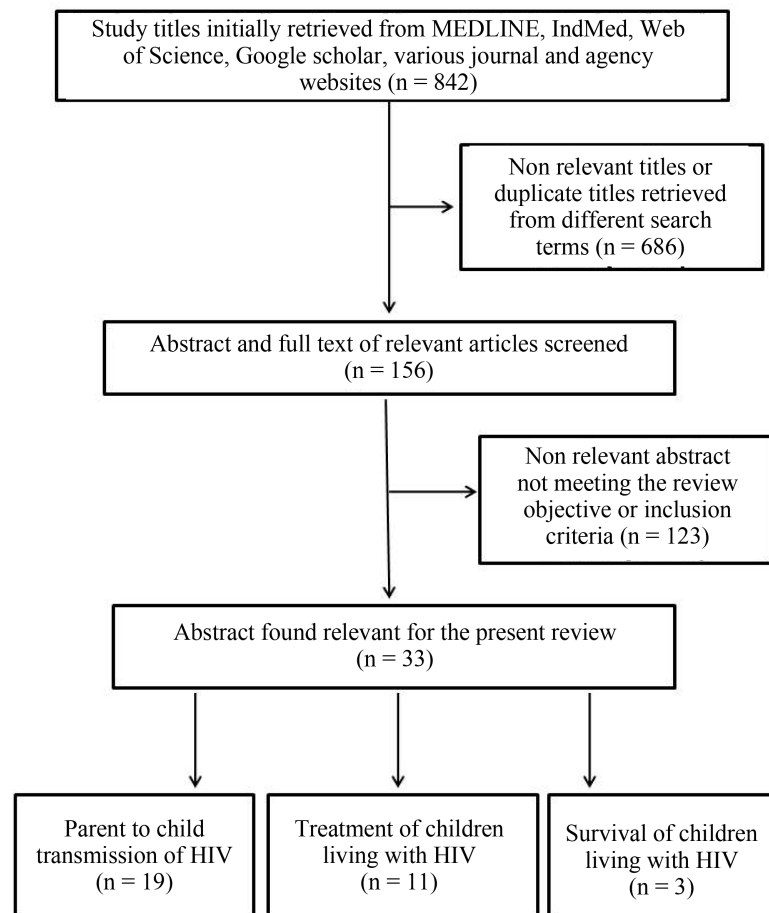 Study titles initially retrieved from MEDLINE, IndMed, Web
of Science, Google scholar, various journal and agency
websites (n = 842)
Non relevant titles or
duplicate titles retrieved
from different search
terms (n = 686)
Abstract and full text of relevant articles screened
(n = 156)
Non relevant abstract
not meeting the review
objective or inclusion
criteria (n = 123)
Abstract found relevant for the present review
(n = 33)
Parent to child
transmission of HIV
(n = 19)
Treatment of children
living with HIV
(n = 11)
Survival of children
living with HIV
(n = 3)